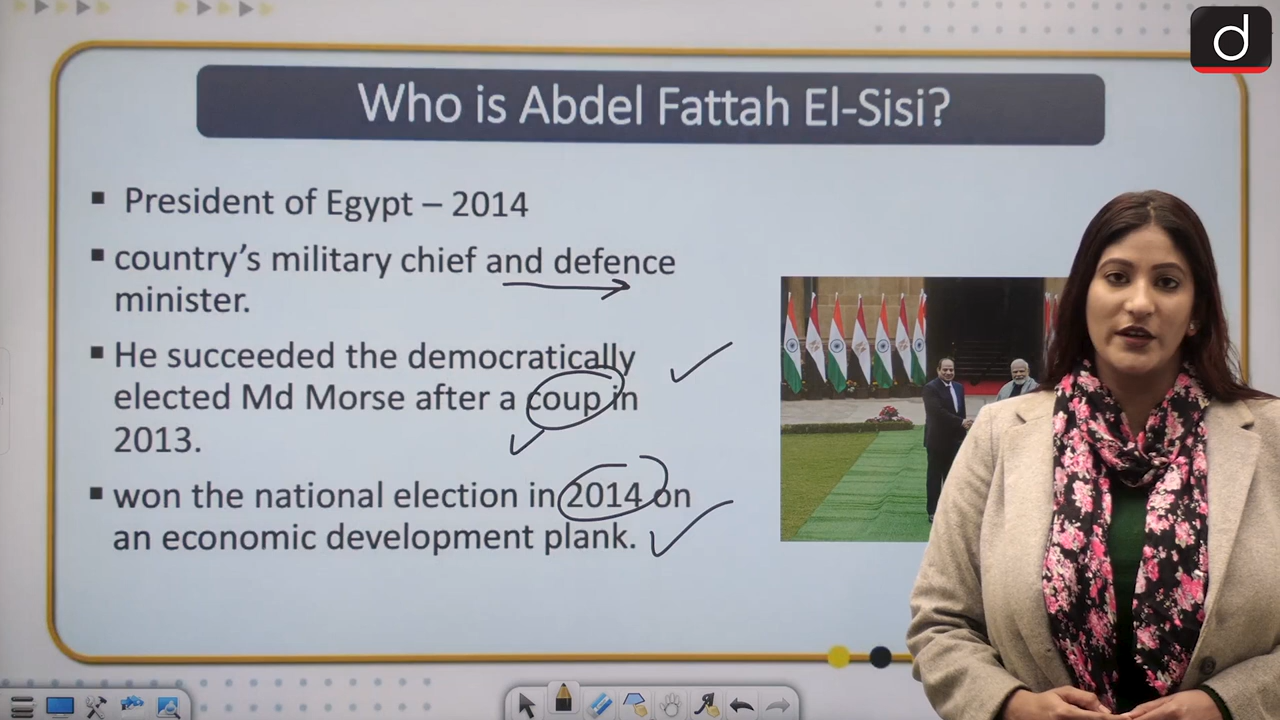 d
Who is Abdel Fattah El-Sisi?
▪ President of Egypt – 2014
▪ country's military chief and defence
minister.
▪ He succeeded the democratically
elected Md Morse after a coup in
2013.
▪ won the national election in 2014 on
an economic development plank.